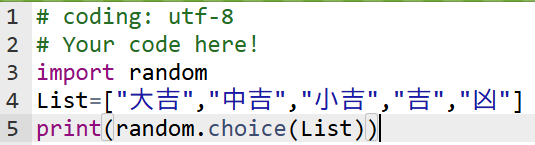 1 # coding: utf-8
2 # Your code here!
3 import random
4 List=["大吉","中吉","小吉","吉","凶"]
5 print(random.choice(List))